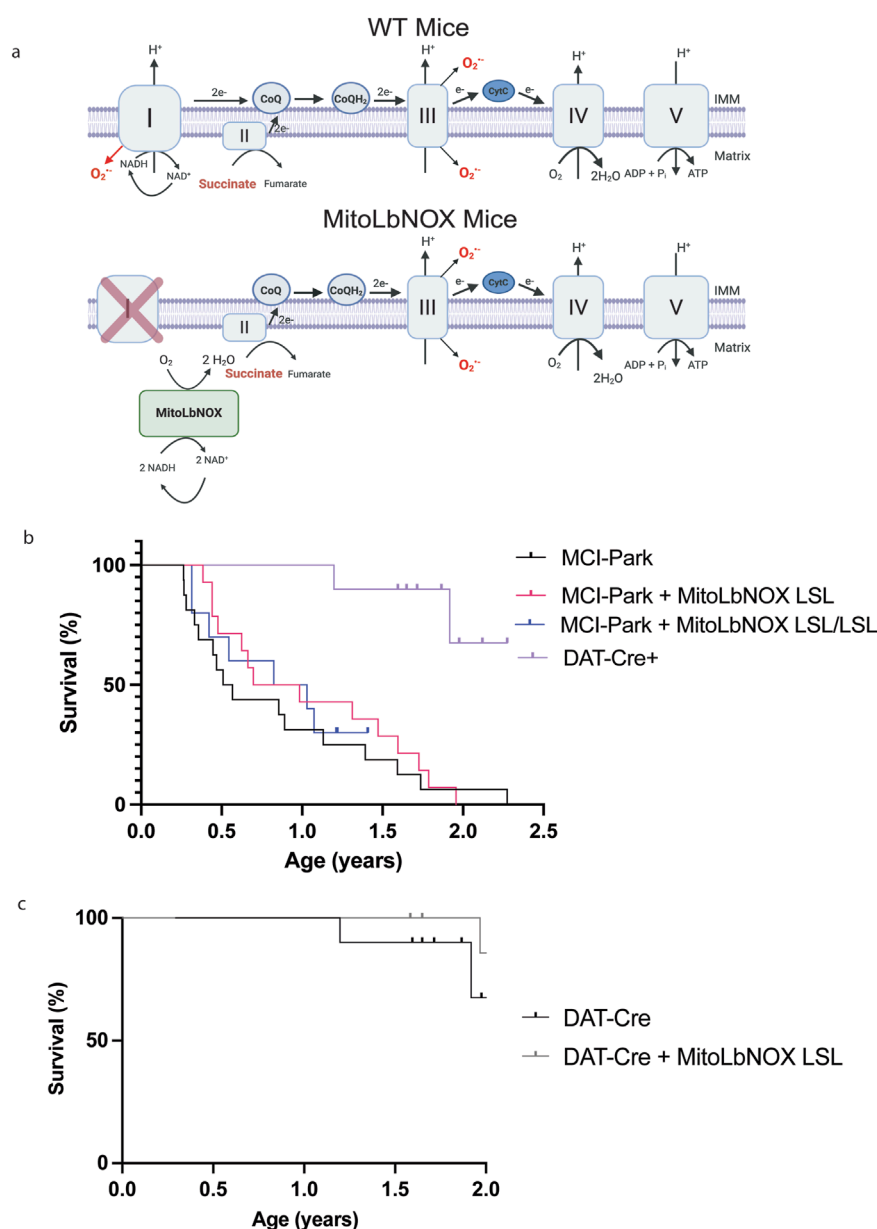 WT Mice
a
H⁺ H⁺ H⁺ H⁺
O₂•-
2e- CoQ CoQH₂ 2e- e- CytC e-
I II 2e- III IV V
IMM
Matrix
O₂•- NADH NAD⁺ Succinate Fumarate O₂•- O₂ 2H₂O ADP + Pᵢ ATP
MitoLbNOX Mice
H⁺ H⁺ H⁺
O₂•-
CoQ CoQH₂ 2e- e- CytC e-
I II 2e- III IV V
IMM
Matrix
O₂ 2 H₂O Succinate Fumarate O₂•- O₂ 2H₂O ADP + Pᵢ ATP
MitoLbNOX
2 NADH 2 NAD⁺
b
Survival (%)
100
50
0
0.0 0.5 1.0 1.5 2.0 2.5
Age (years)
MCI-Park
MCI-Park + MitoLbNOX LSL
MCI-Park + MitoLbNOX LSL/LSL
DAT-Cre+
c
Survival (%)
100
50
0
0.0 0.5 1.0 1.5 2.0
Age (years)
DAT-Cre
DAT-Cre + MitoLbNOX LSL